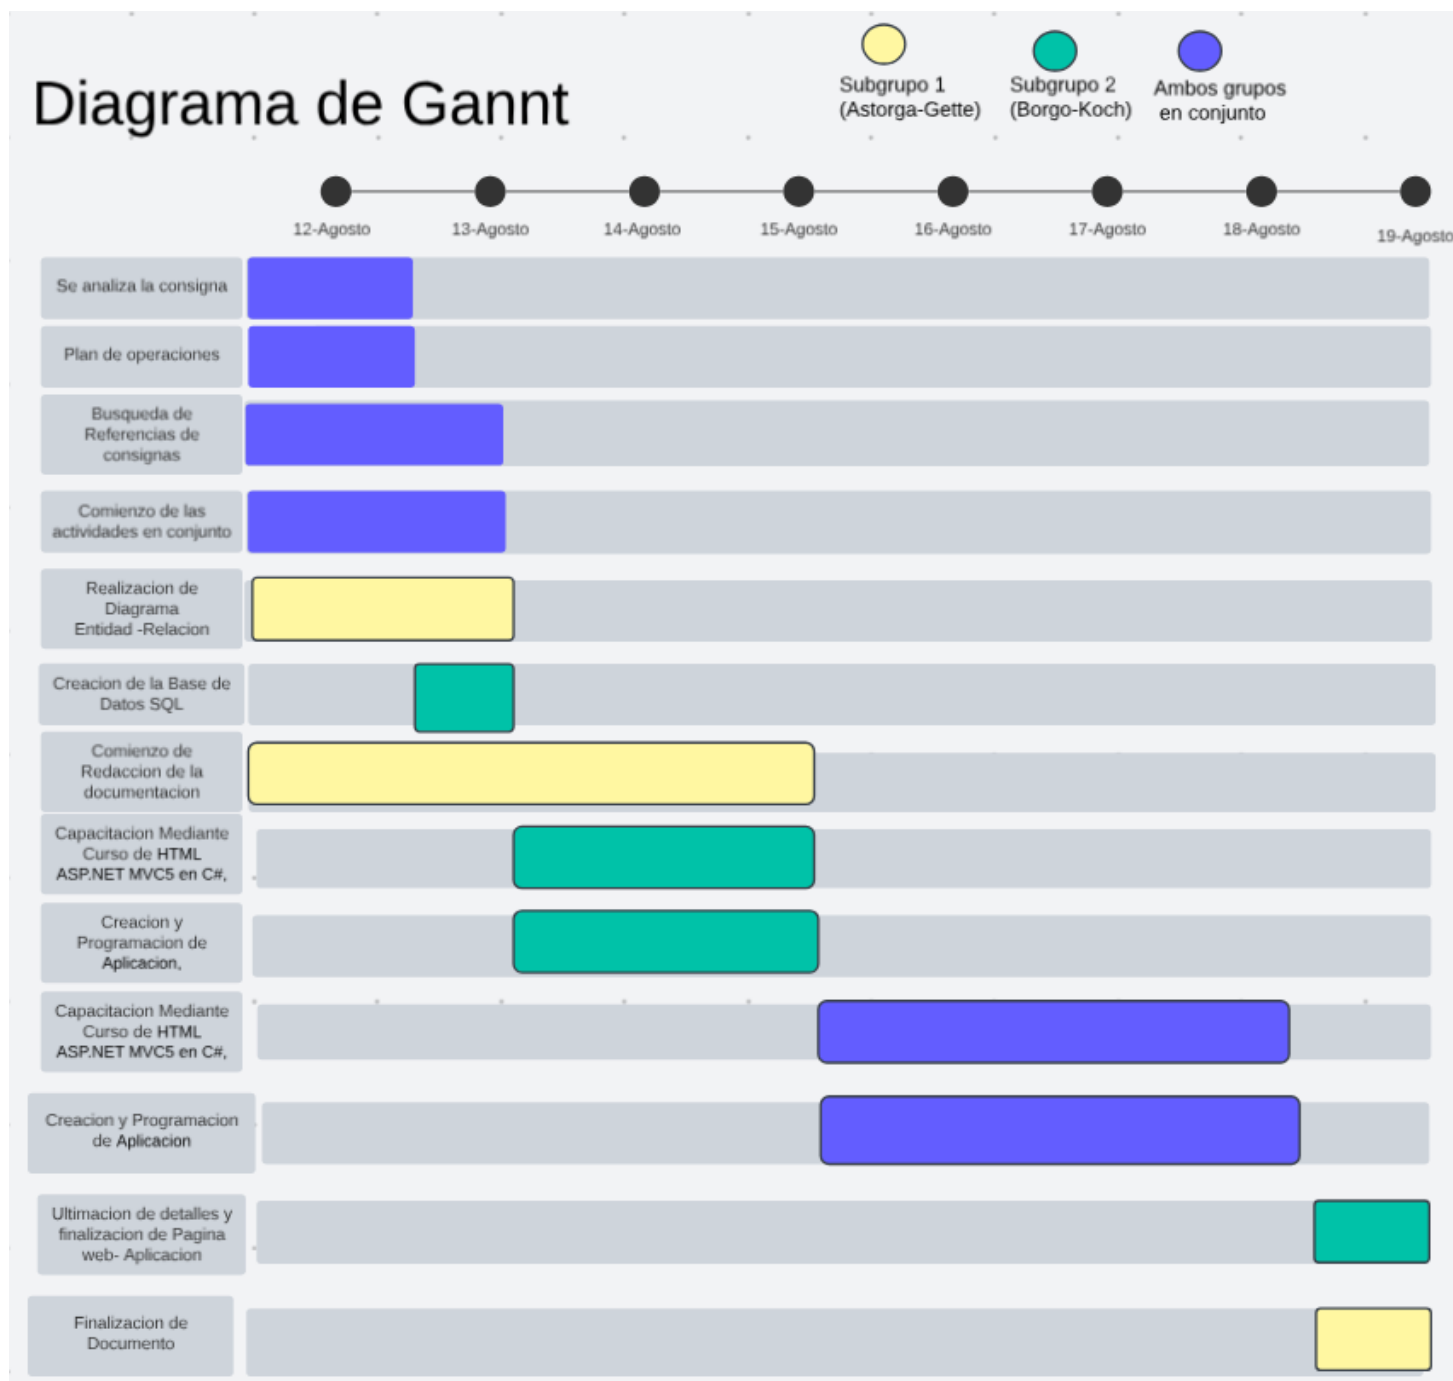 Diagrama de Gannt
Subgrupo 1
(Astorga-Gette)
Subgrupo 2
(Borgo-Koch)
Ambos grupos
en conjunto
12-Agosto
13-Agosto
14-Agosto
15-Agosto
16-Agosto
17-Agosto
18-Agosto
19-Agosto
Se analiza la consigna
Plan de operaciones
Busqueda de
Referencias de
consignas
Comienzo de las
actividades en conjunto
Realizacion de
Diagrama
Entidad -Relacion
Creacion de la Base de
Datos SQL
Comienzo de
Redaccion de la
documentacion
Capacitacion Mediante
Curso de HTML
ASP.NET MVC5 en C#,
Creacion y
Programacion de
Aplicacion,
Capacitacion Mediante
Curso de HTML
ASP.NET MVC5 en C#,
Creacion y Programacion
de Aplicacion
Ultimacion de detalles y
finalizacion de Pagina
web- Aplicacion
Finalizacion de
Documento